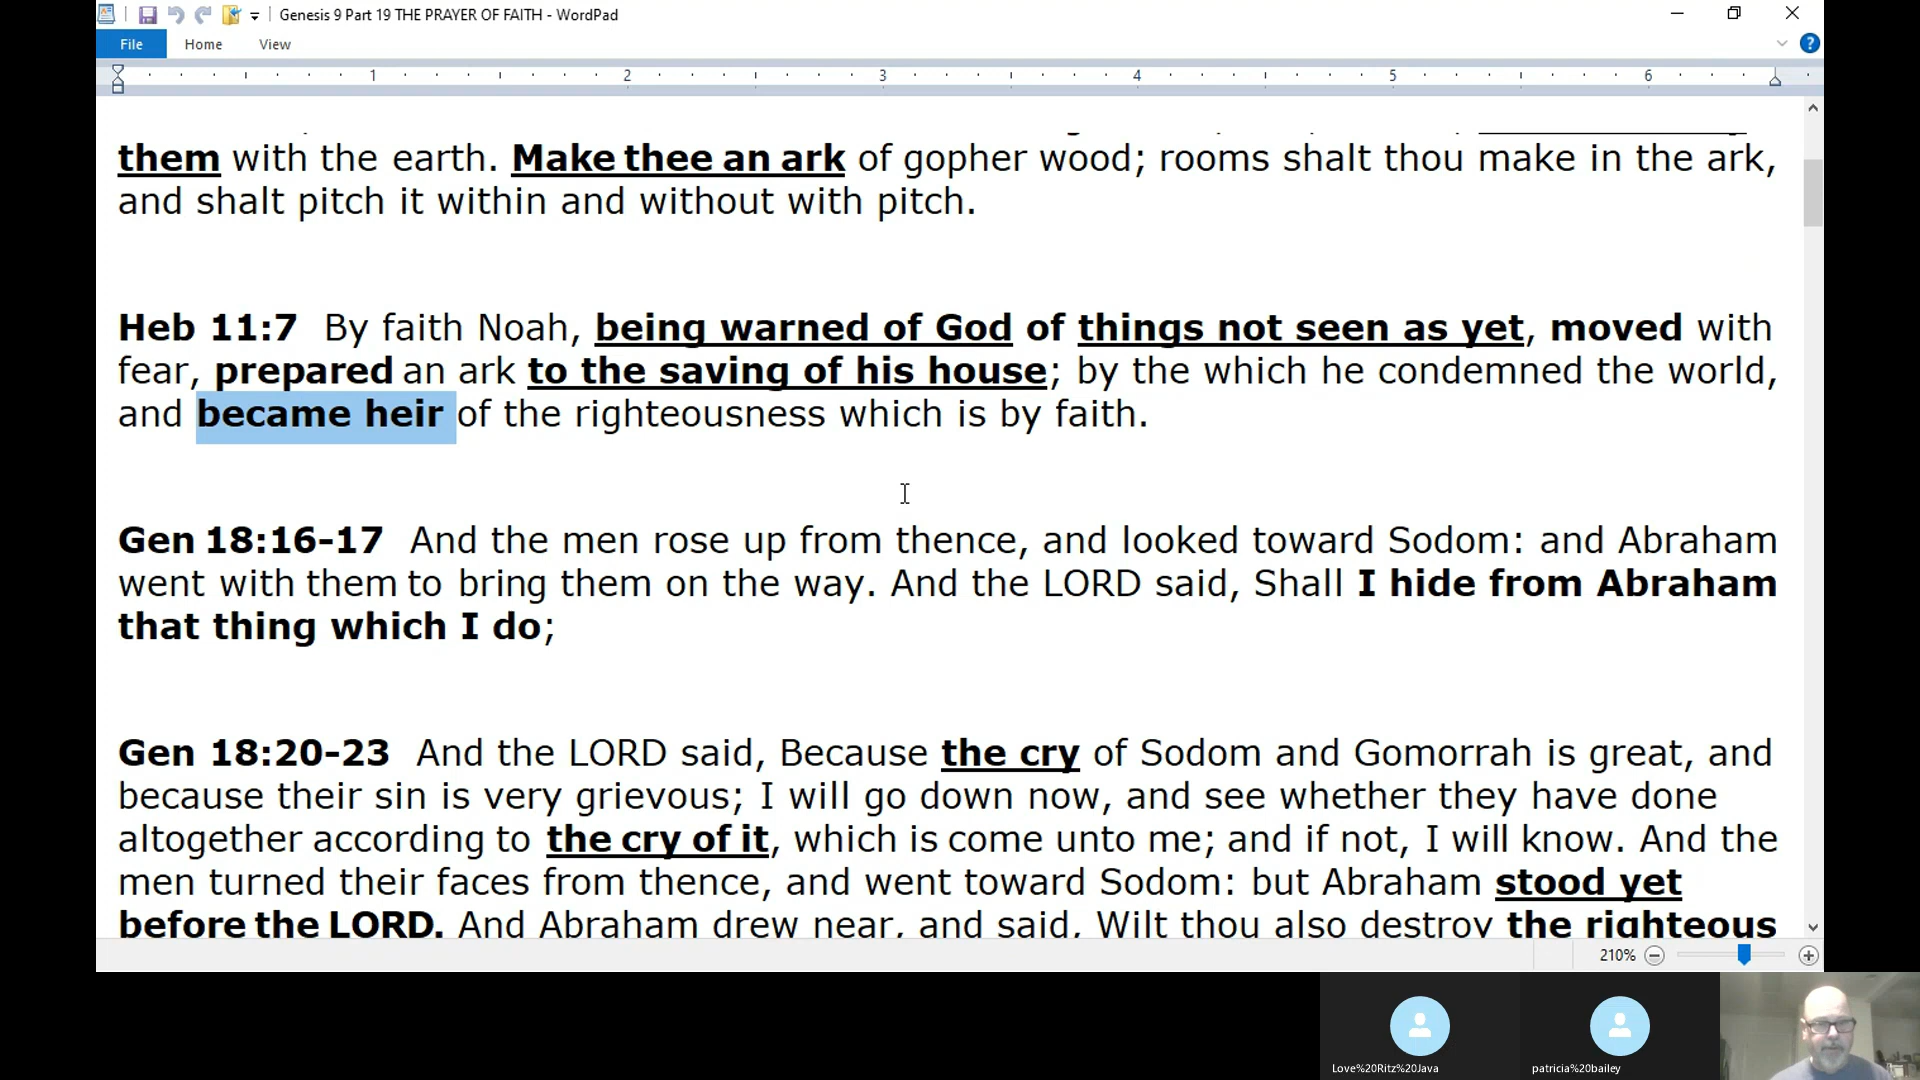 Genesis 9 Part 19 THE PRAYER OF FAITH - WordPad
File Home View
1 2 3 4 5 6
them with the earth. Make thee an ark of gopher wood; rooms shalt thou make in the ark,
and shalt pitch it within and without with pitch.
Heb 11:7 By faith Noah, being warned of God of things not seen as yet, moved with
fear, prepared an ark to the saving of his house; by the which he condemned the world,
and became heir of the righteousness which is by faith.
Gen 18:16-17 And the men rose up from thence, and looked toward Sodom: and Abraham
went with them to bring them on the way. And the LORD said, Shall I hide from Abraham
that thing which I do;
Gen 18:20-23 And the LORD said, Because the cry of Sodom and Gomorrah is great, and
because their sin is very grievous; I will go down now, and see whether they have done
altogether according to the cry of it, which is come unto me; and if not, I will know. And the
men turned their faces from thence, and went toward Sodom: but Abraham stood yet
before the LORD. And Abraham drew near, and said, Wilt thou also destroy the righteous
210%
Love%20Ritz%20Java patricia%20bailey